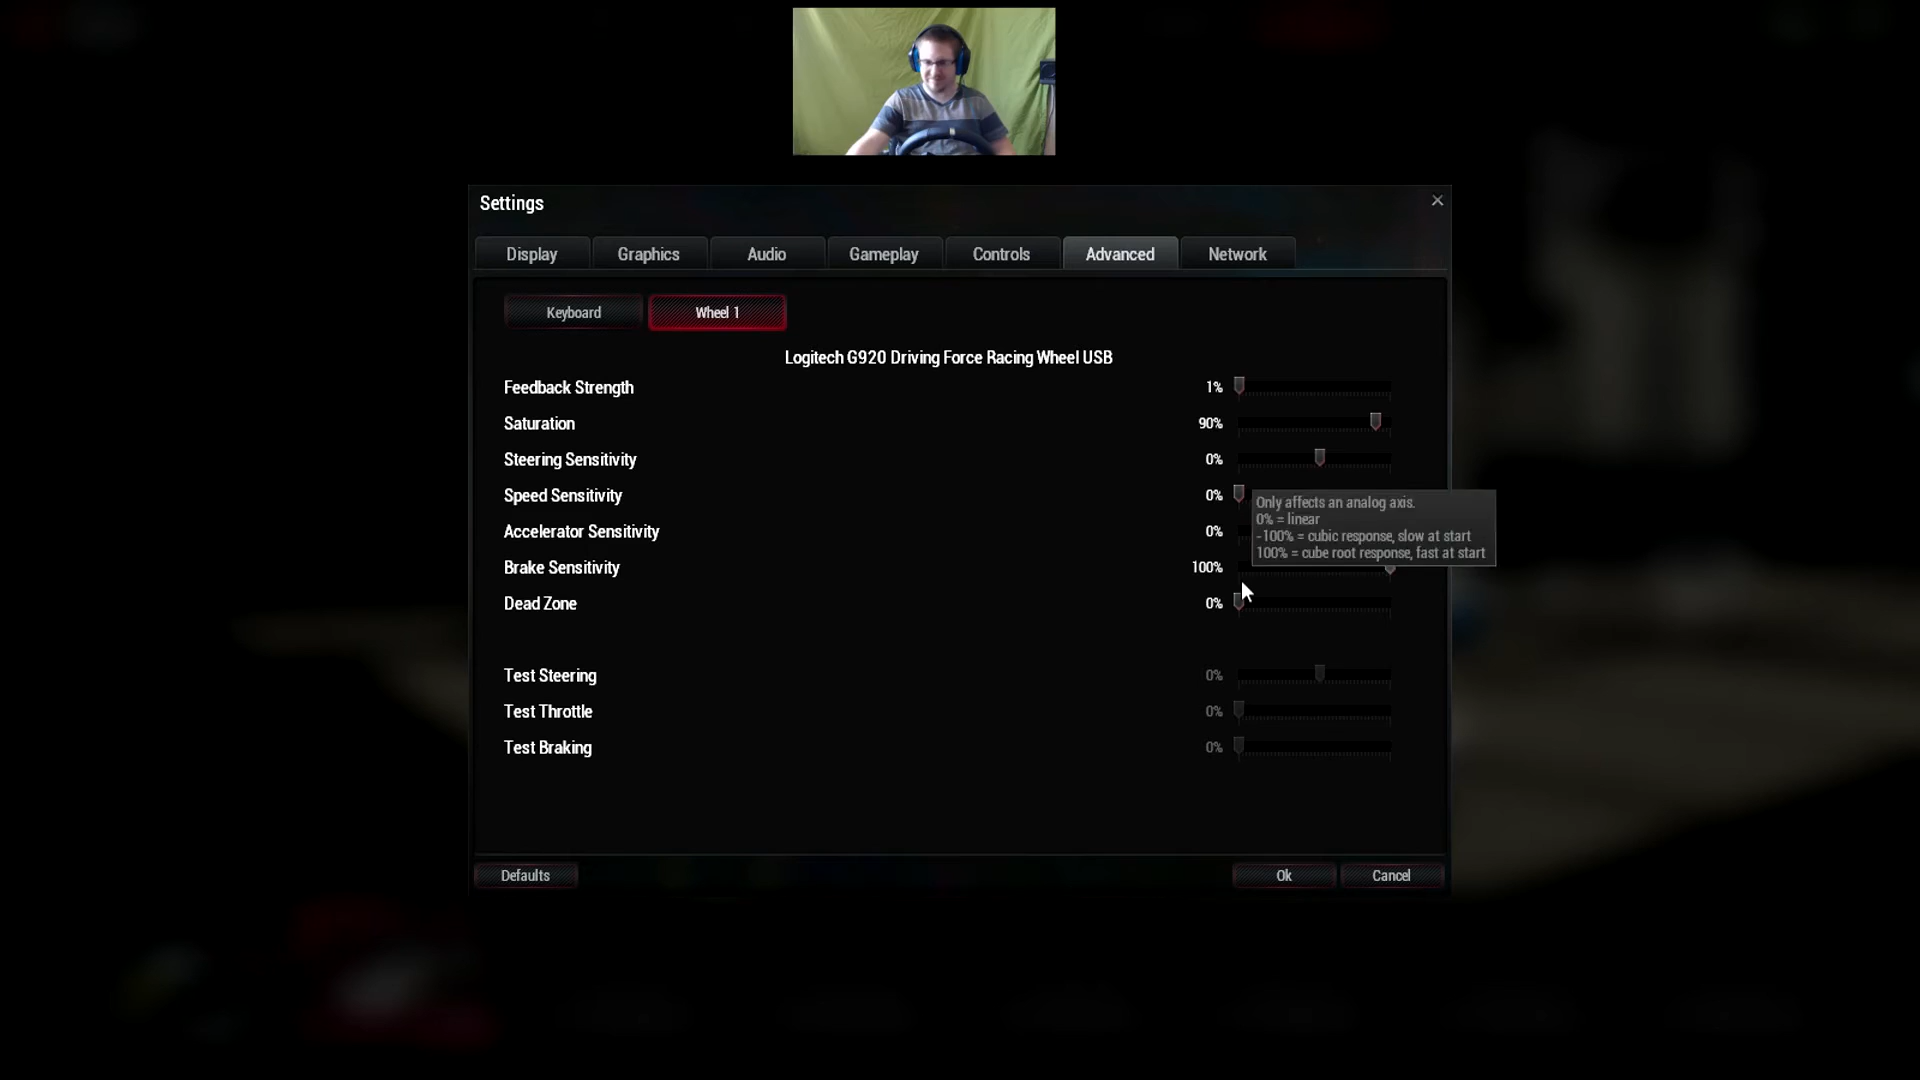 Settings
Display Graphics Audio Gameplay Controls Advanced Network
Keyboard Wheel 1
Logitech G920 Driving Force Racing Wheel USB
Feedback Strength 1%
Saturation 90%
Steering Sensitivity 0%
Speed Sensitivity 0%
Only affects an analog axis.
0% = linear
-100% = cubic response, slow at start
100% = cube root response, fast at start
Accelerator Sensitivity 0%
Brake Sensitivity 100%
Dead Zone 0%
Test Steering 0%
Test Throttle 0%
Test Braking 0%
Defaults Ok Cancel